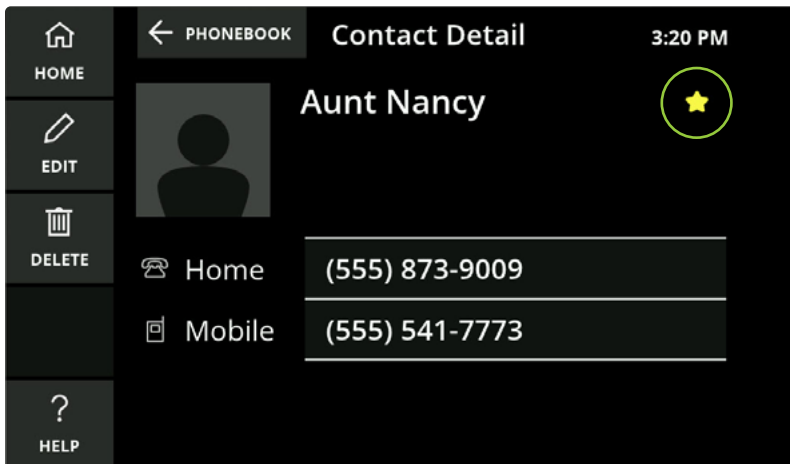 PHONEBOOK
Contact Detail
3:20 PM
HOME
Aunt Nancy
EDIT
DELETE
Home
(555) 873-9009
Mobile
(555) 541-7773
?
HELP